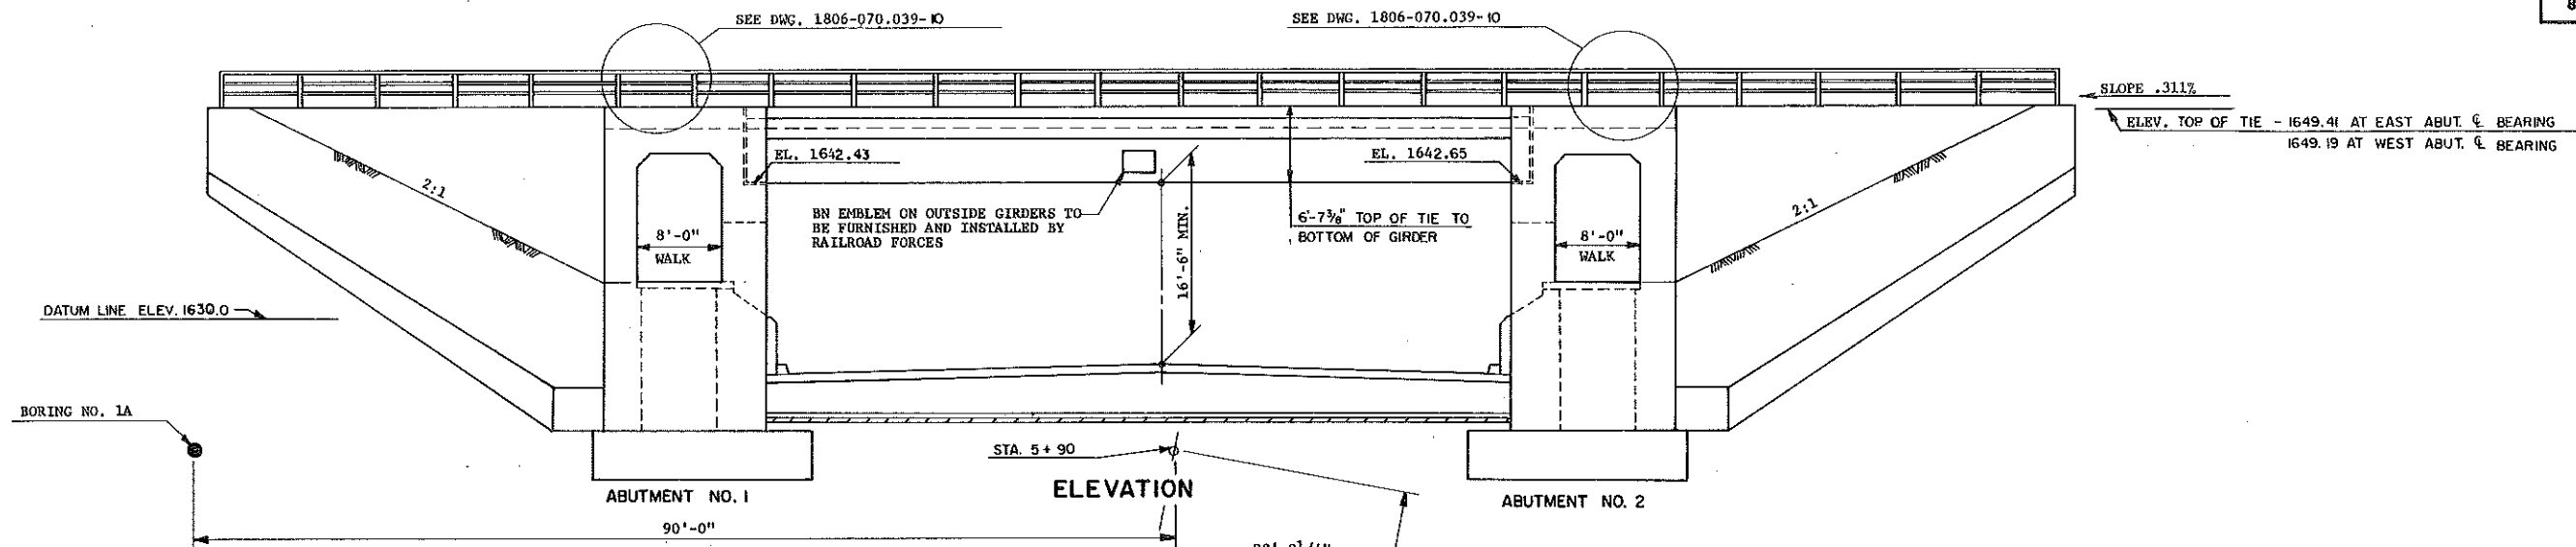 SEE DWG. 1806-070.039-10
SEE DWG. 1806-070.039-10
8
SLOPE .311%
ELEV. TOP OF TIE - 1649.41 AT EAST ABUT. ℄ BEARING
1649.19 AT WEST ABUT. ℄ BEARING
EL. 1642.43
EL. 1642.65
2:1
2:1
BN EMBLEM ON OUTSIDE GIRDERS TO
BE FURNISHED AND INSTALLED BY
RAILROAD FORCES
16'-6" MIN.
6'-7⅜" TOP OF TIE TO
BOTTOM OF GIRDER
8'-0"
WALK
8'-0"
WALK
DATUM LINE ELEV. 1630.0
BORING NO. 1A
STA. 5+90
ELEVATION
ABUTMENT NO. 1
ABUTMENT NO. 2
90'-0"